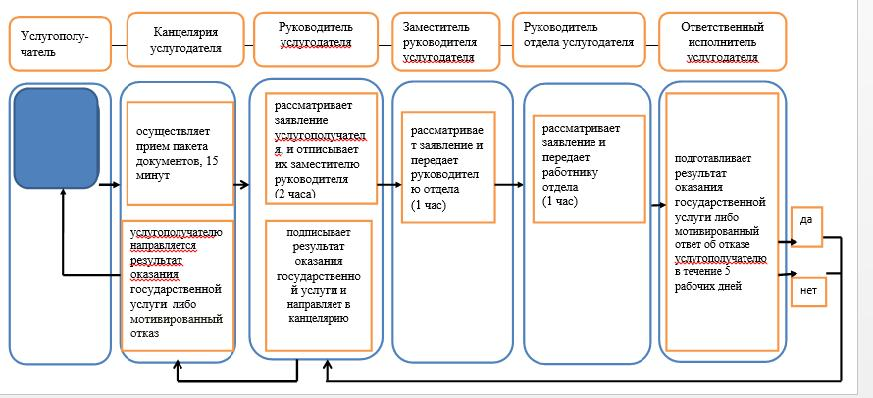 Услугополу-
чатель
Канцелярия
услугодателя
Руководитель
услугодателя
Заместитель
руководителя
услугодателя
Руководитель
отдела услугодателя
Ответственный
исполнитель
услугодателя
осуществляет
прием пакета
документов, 15
минут
рассматривает
заявление
услугополучател
я, и отписывает
их заместителю
руководителя
(2 часа)
рассматривае
т заявление и
передает
руководител
ю отдела
(1 час)
рассматривает
заявление и
передает
работнику
отдела
(1 час)
подготавливает
результат
оказания
государственной
услуги либо
мотивированный
ответ об отказе
услугополучателю
в течение 5
рабочих дней
да
нет
услугополучателю
направляется
результат
оказания
государственной
услуги либо
мотивированный
отказ
подписывает
результат
оказания
государственно
й услуги и
направляет в
канцелярию